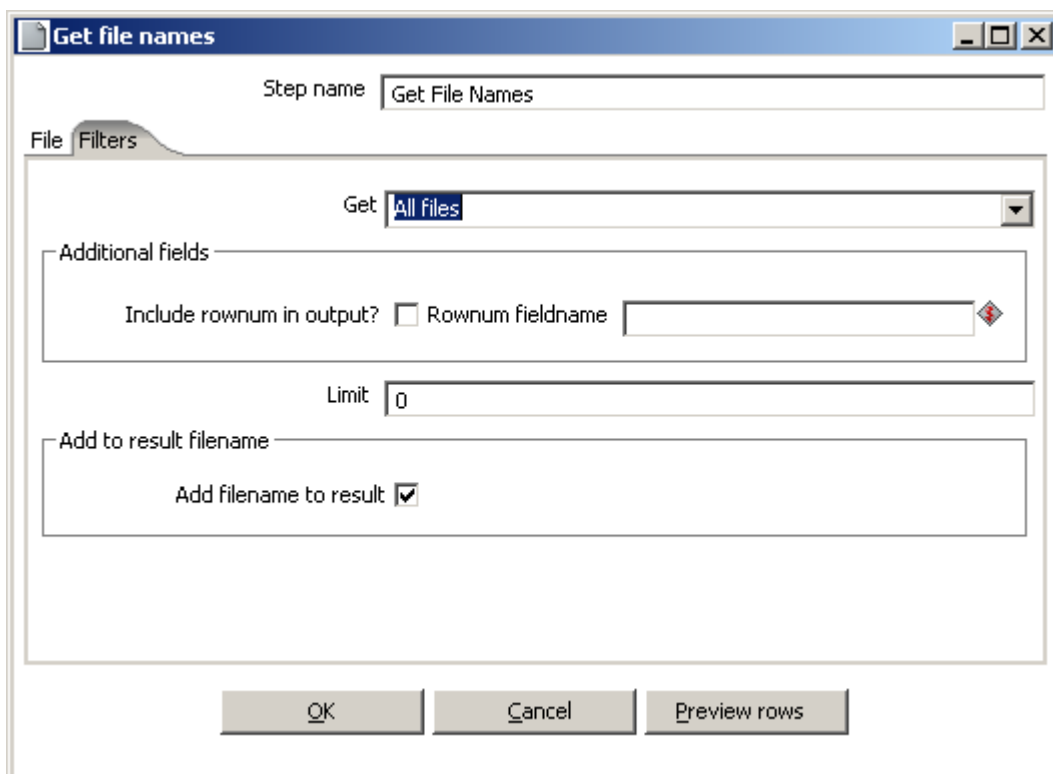 Get file names
Step name Get File Names
File Filters
Get All files
Additional fields
Include rownum in output? Rownum fieldname
Limit 0
Add to result filename
Add filename to result
OK Cancel Preview rows